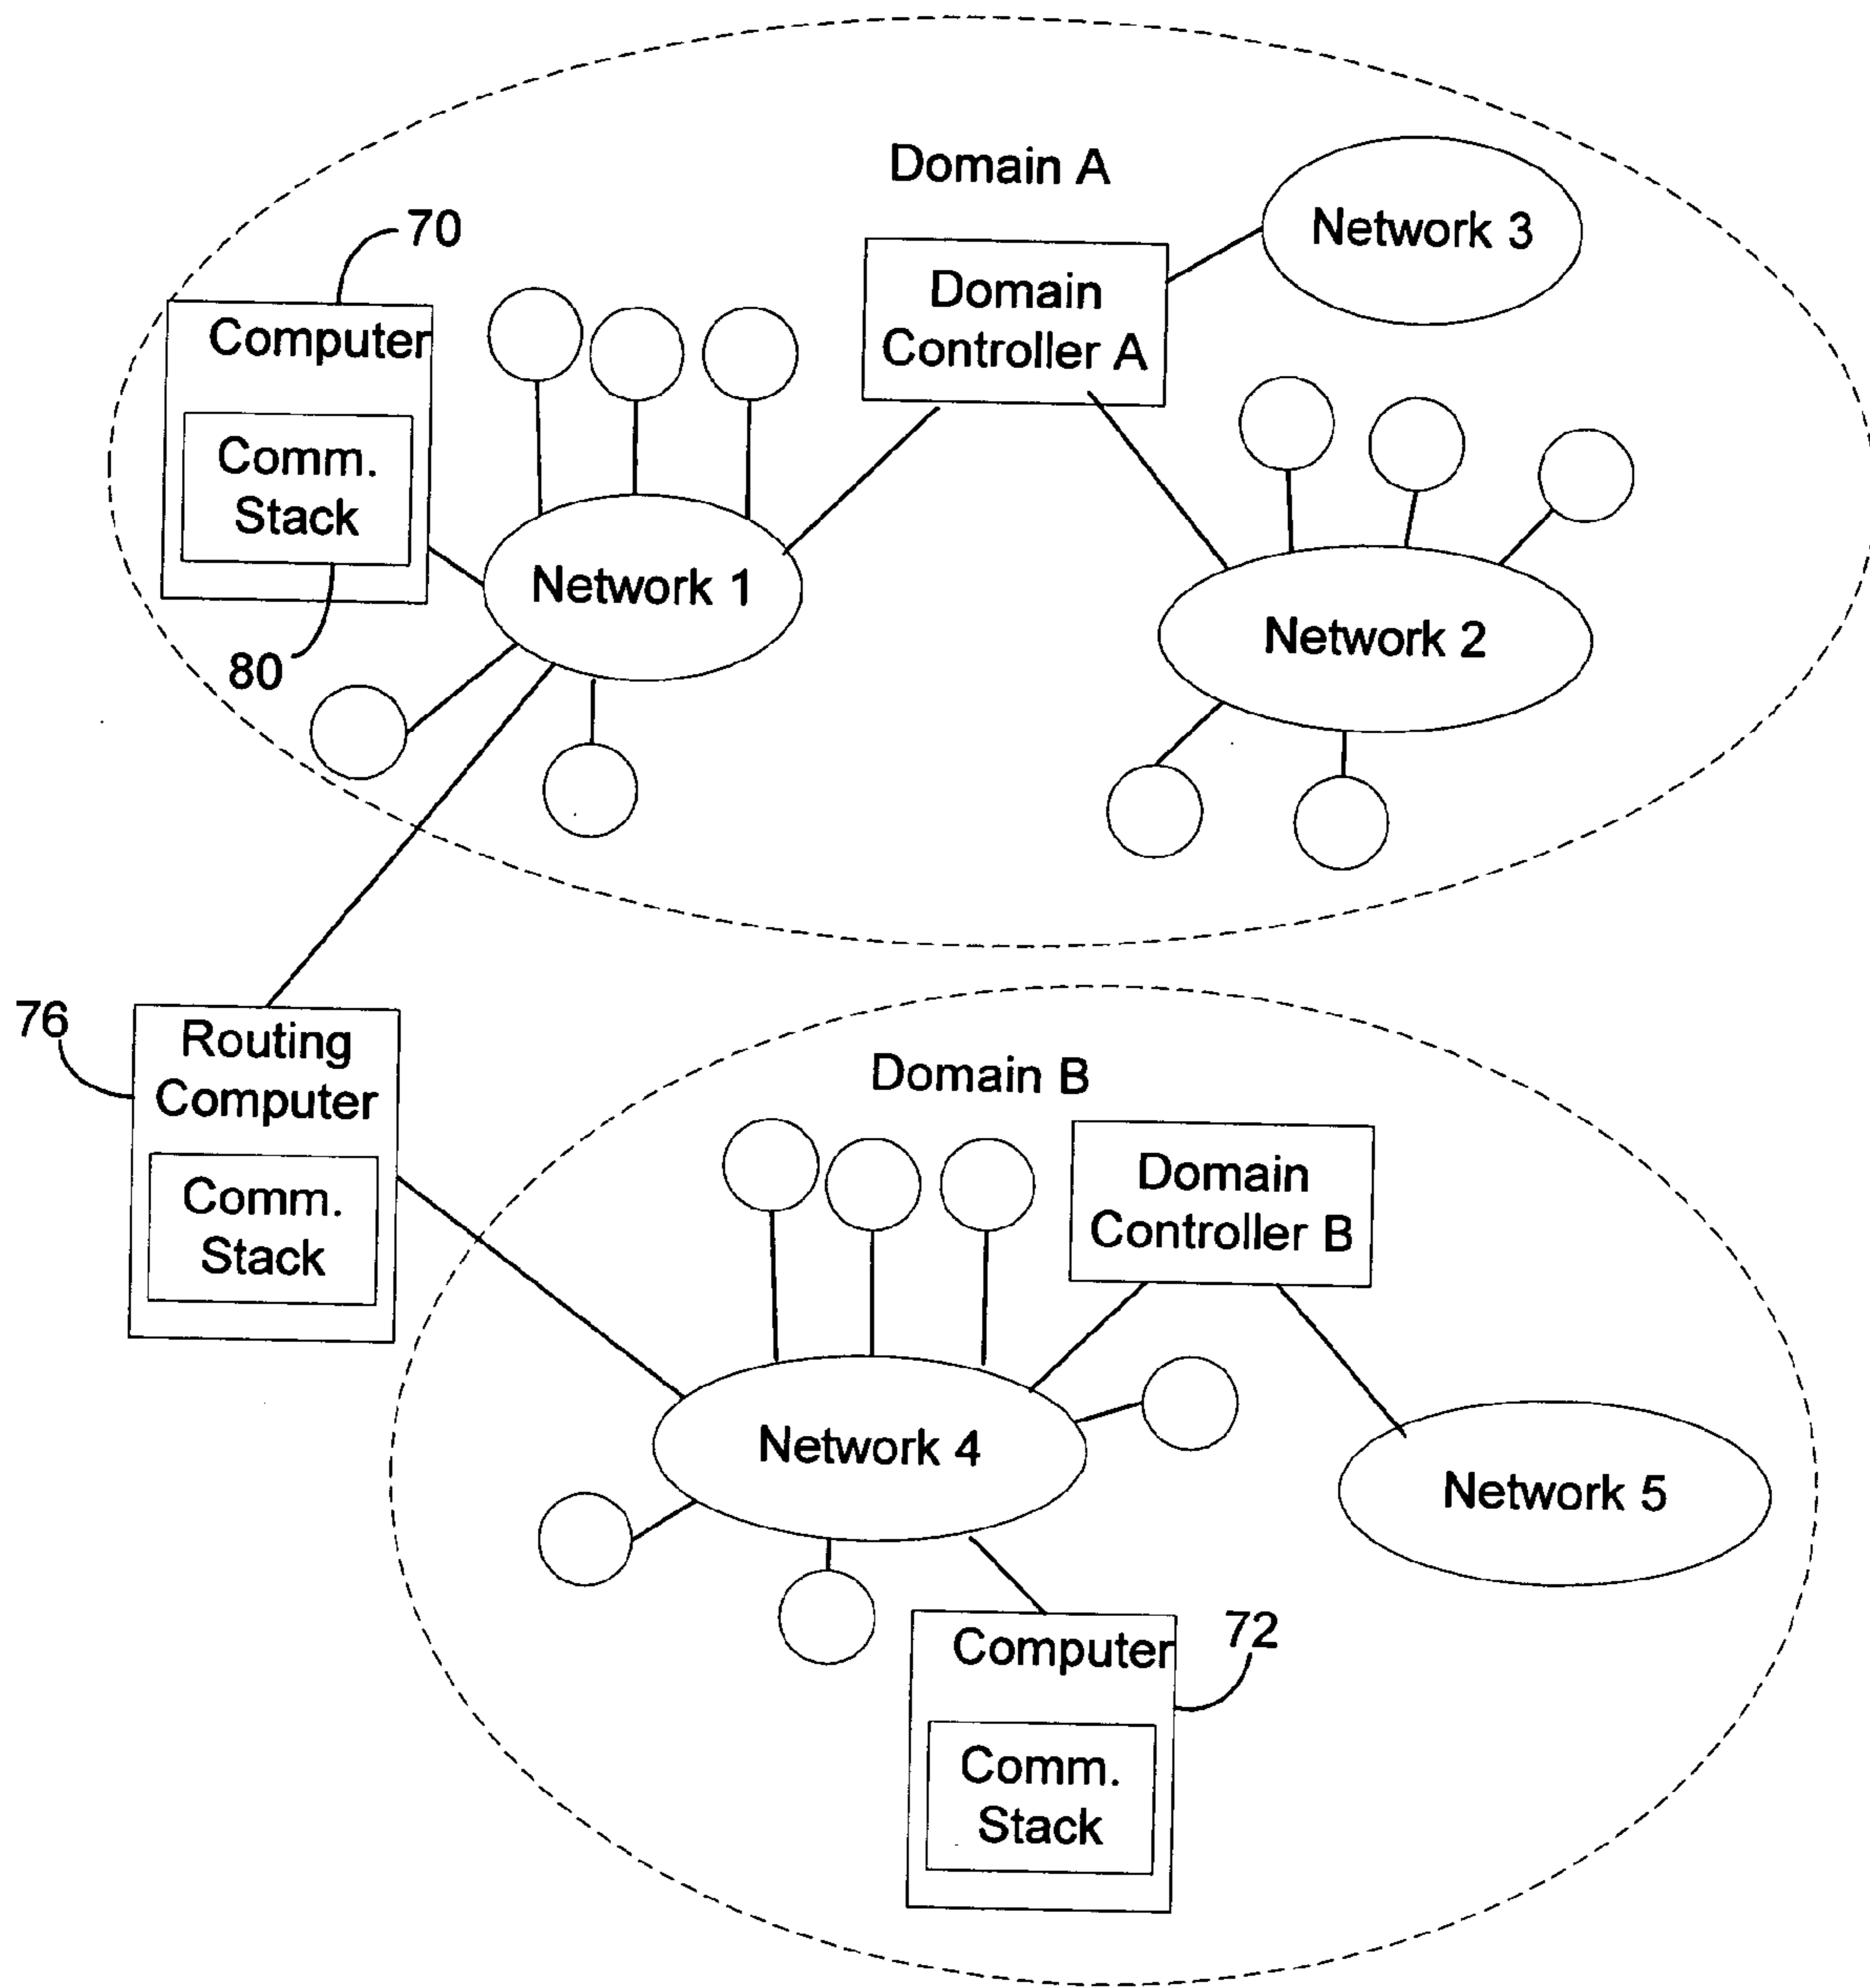 Domain A
Network 3
70
Computer
Domain
Controller A
Comm.
Stack
Network 1
Network 2
80
76
Routing
Computer
Comm.
Stack
Domain B
Domain
Controller B
Network 4
Network 5
Computer
72
Comm.
Stack